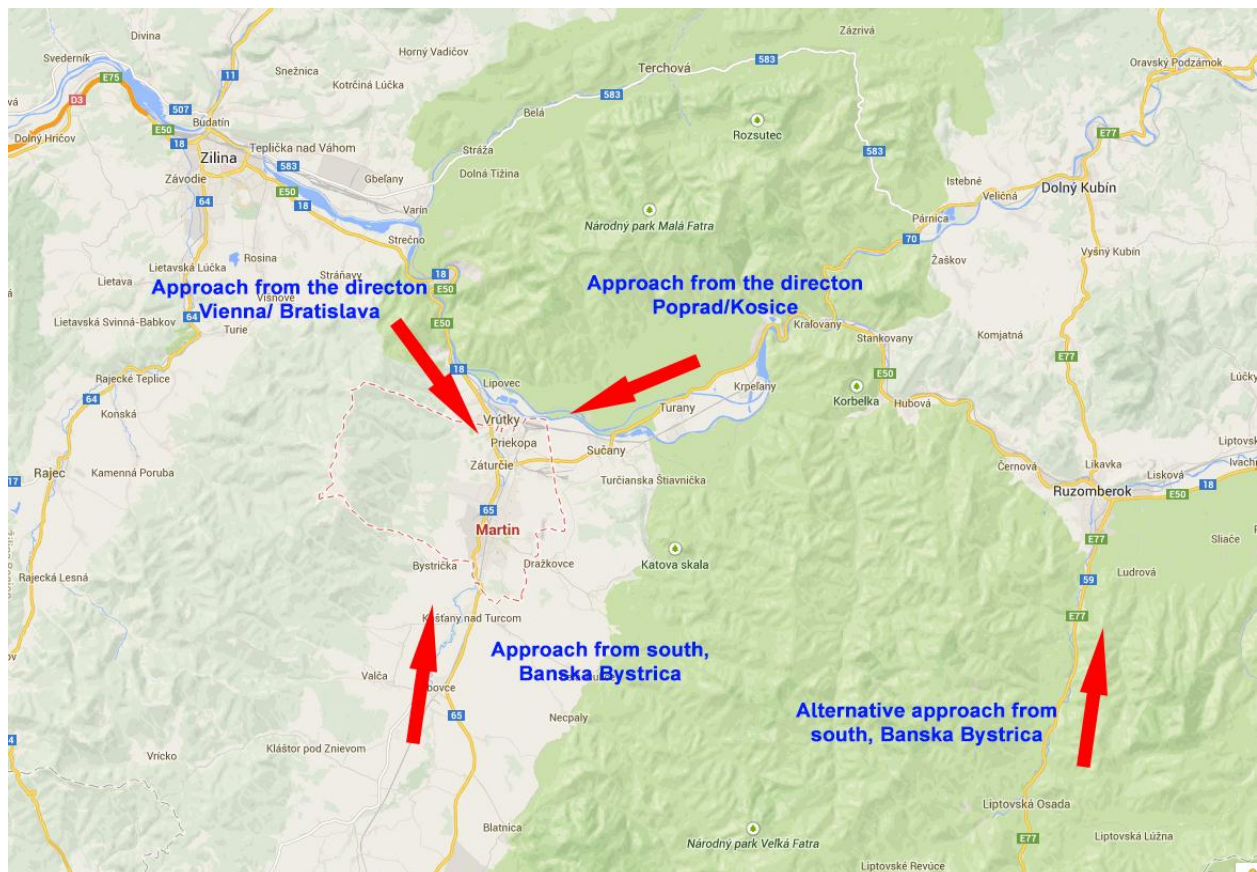 Divina
Svederník
Snežnica
Horný Vadičov
Zázrivá
Terchová
583
Oravský Podzámok
E75
11
Kotrčiná Lúčka
583
D3
507
Belá
E77
Budatín
E50
Rozsutec
Dolný Hričov
18
Teplička nad Váhom
Stráža
Zilina
583
583
Gbeľany
Dolná Tižina
Istebné
Závodie
E50
Veličná
Dolný Kubín
64
18
Varín
Párnica
Národný park Malá Fatra
Strečno
70
Lietavská Lúčka
Rosina
Stráňavy
18
Žaškov
Vyšný Kubín
Lietava
Višňové
E50
Approach from the directon
Vienna/ Bratislava
Approach from the directon
Poprad/Kosice
64
Lietavská Svinná-Babkov
Turie
E50
Kraľovany
Stankovany
Komjatná
E77
18
Rajecké Teplice
Lipovec
Krpeľany
E50
Lúčky
64
Konská
Turany
Korbelka
Hubová
Vrútky
Priekopa
Sučany
Liptovsk
Rajec
Kamenná Poruba
Záturčie
Černová
Likavka
Lisková
Ivachn
17
Turčianska Štiavnička
Ruzomberok
E50
18
65
Martin
E77
Sliače
Bystrička
Dražkovce
Katova skala
Rajecká Lesná
59
Ludrová
Košťany nad Turcom
E77
Approach from south,
Banska Bystrica
Valča
65
Necpaly
Alternative approach from
south, Banska Bystrica
Vrícko
Kláštor pod Znievom
Liptovská Osada
Blatnica
E77
Liptovská Lúžna
Národný park Veľká Fatra
Liptovské Revúce